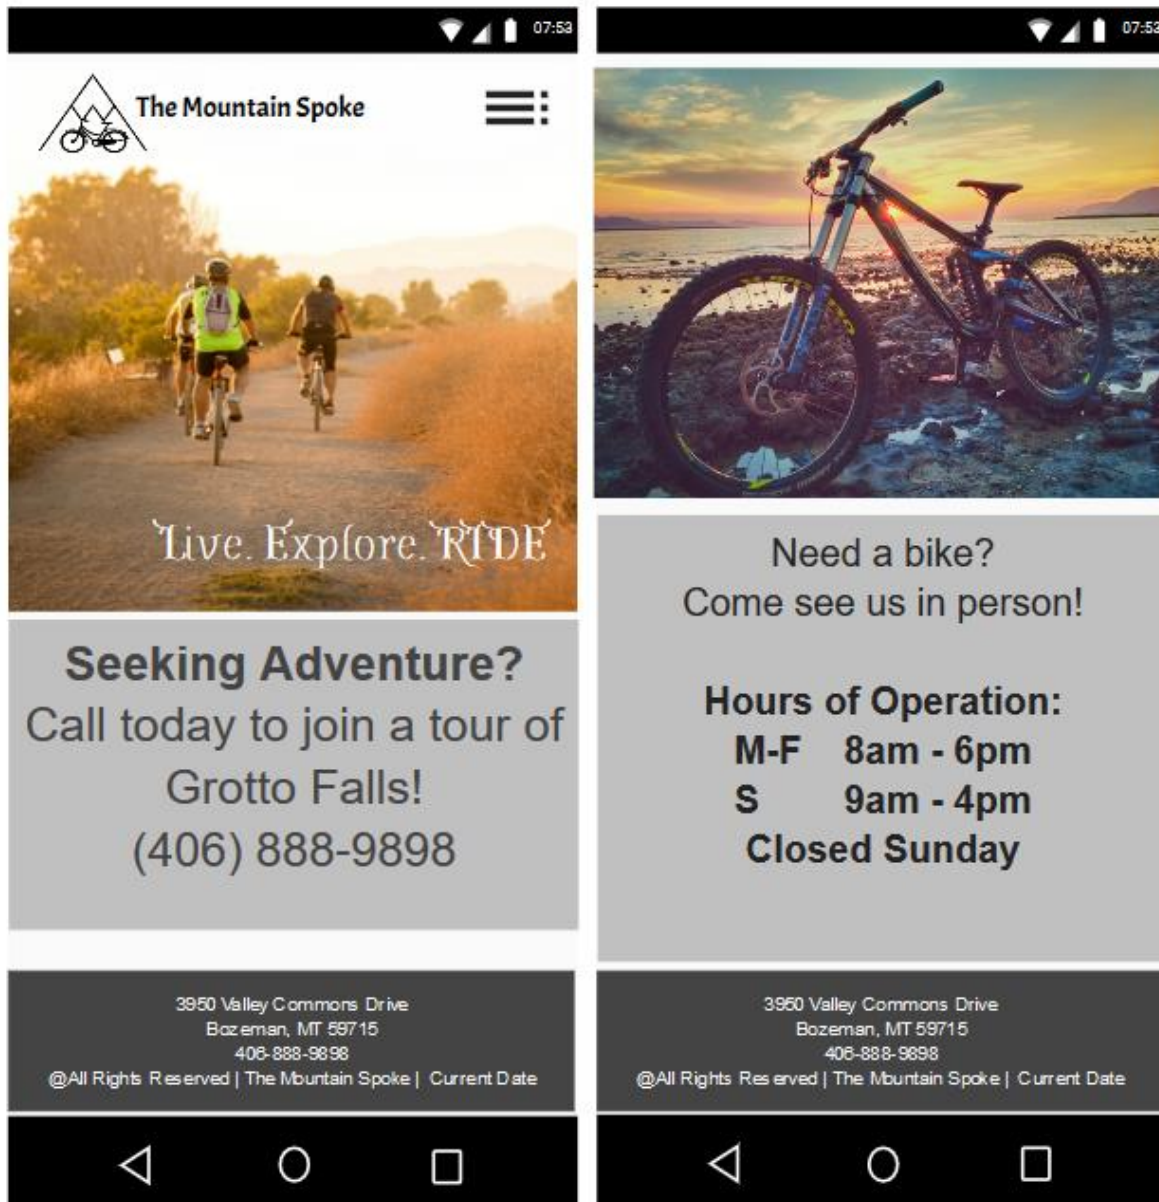 07:53
The Mountain Spoke
Live. Explore. RIDE
Seeking Adventure?
Call today to join a tour of
Grotto Falls!
(406) 888-9898
3950 Valley Commons Drive
Bozeman, MT 59715
406-888-9898
@All Rights Reserved | The Mountain Spoke | Current Date
07:53
Need a bike?
Come see us in person!
Hours of Operation:
M-F 8am - 6pm
S 9am - 4pm
Closed Sunday
3950 Valley Commons Drive
Bozeman, MT 59715
406-888-9898
@All Rights Reserved | The Mountain Spoke | Current Date